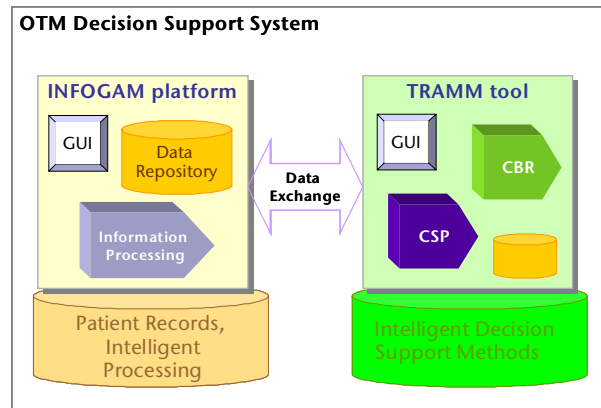 OTM Decision Support System
INFOGAM platform
GUI
Data
Repository
Information
Processing
Patient Records,
Intelligent
Processing
Data
Exchange
TRAMM tool
GUI
CBR
CSP
Intelligent Decision
Support Methods